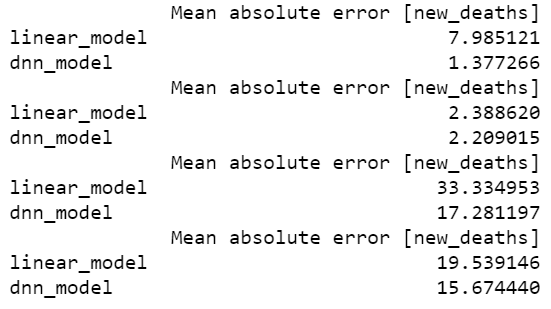 Mean absolute error [new_deaths]
linear_model 7.985121
dnn_model 1.377266
Mean absolute error [new_deaths]
linear_model 2.388620
dnn_model 2.209015
Mean absolute error [new_deaths]
linear_model 33.334953
dnn_model 17.281197
Mean absolute error [new_deaths]
linear_model 19.539146
dnn_model 15.674440